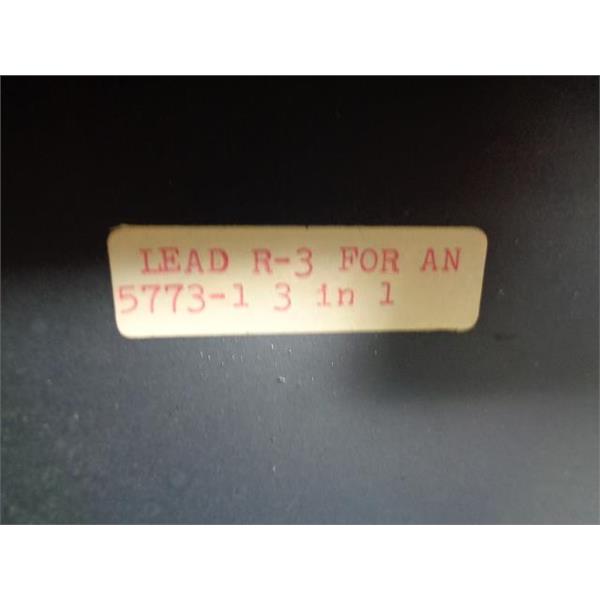 LEAD R-3 FOR AN
5773-1 3 in 1